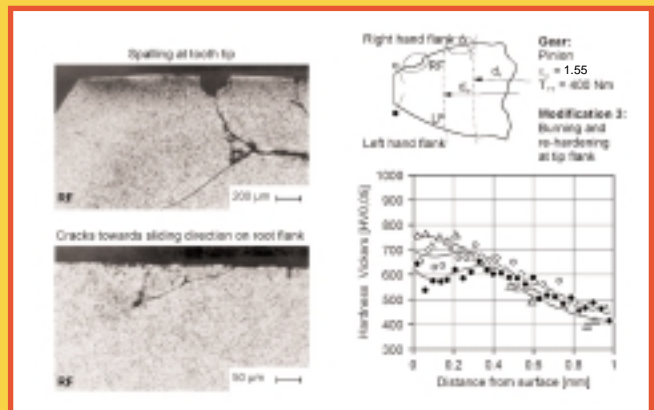 Spalling at tooth tip
RF
200 µm
Cracks towards sliding direction on root flank
RF
50 µm
Right hand flank
RF
Left hand flank
Gear:
Pinion
= 1.55
= 400 Nm
Modification 3:
Burning and
re-hardening
at tip flank
Hardness Vickers [HV0.05]
1000
900
800
700
600
500
400
300
0
0.2
0.4
0.6
0.8
1
Distance from surface [mm]